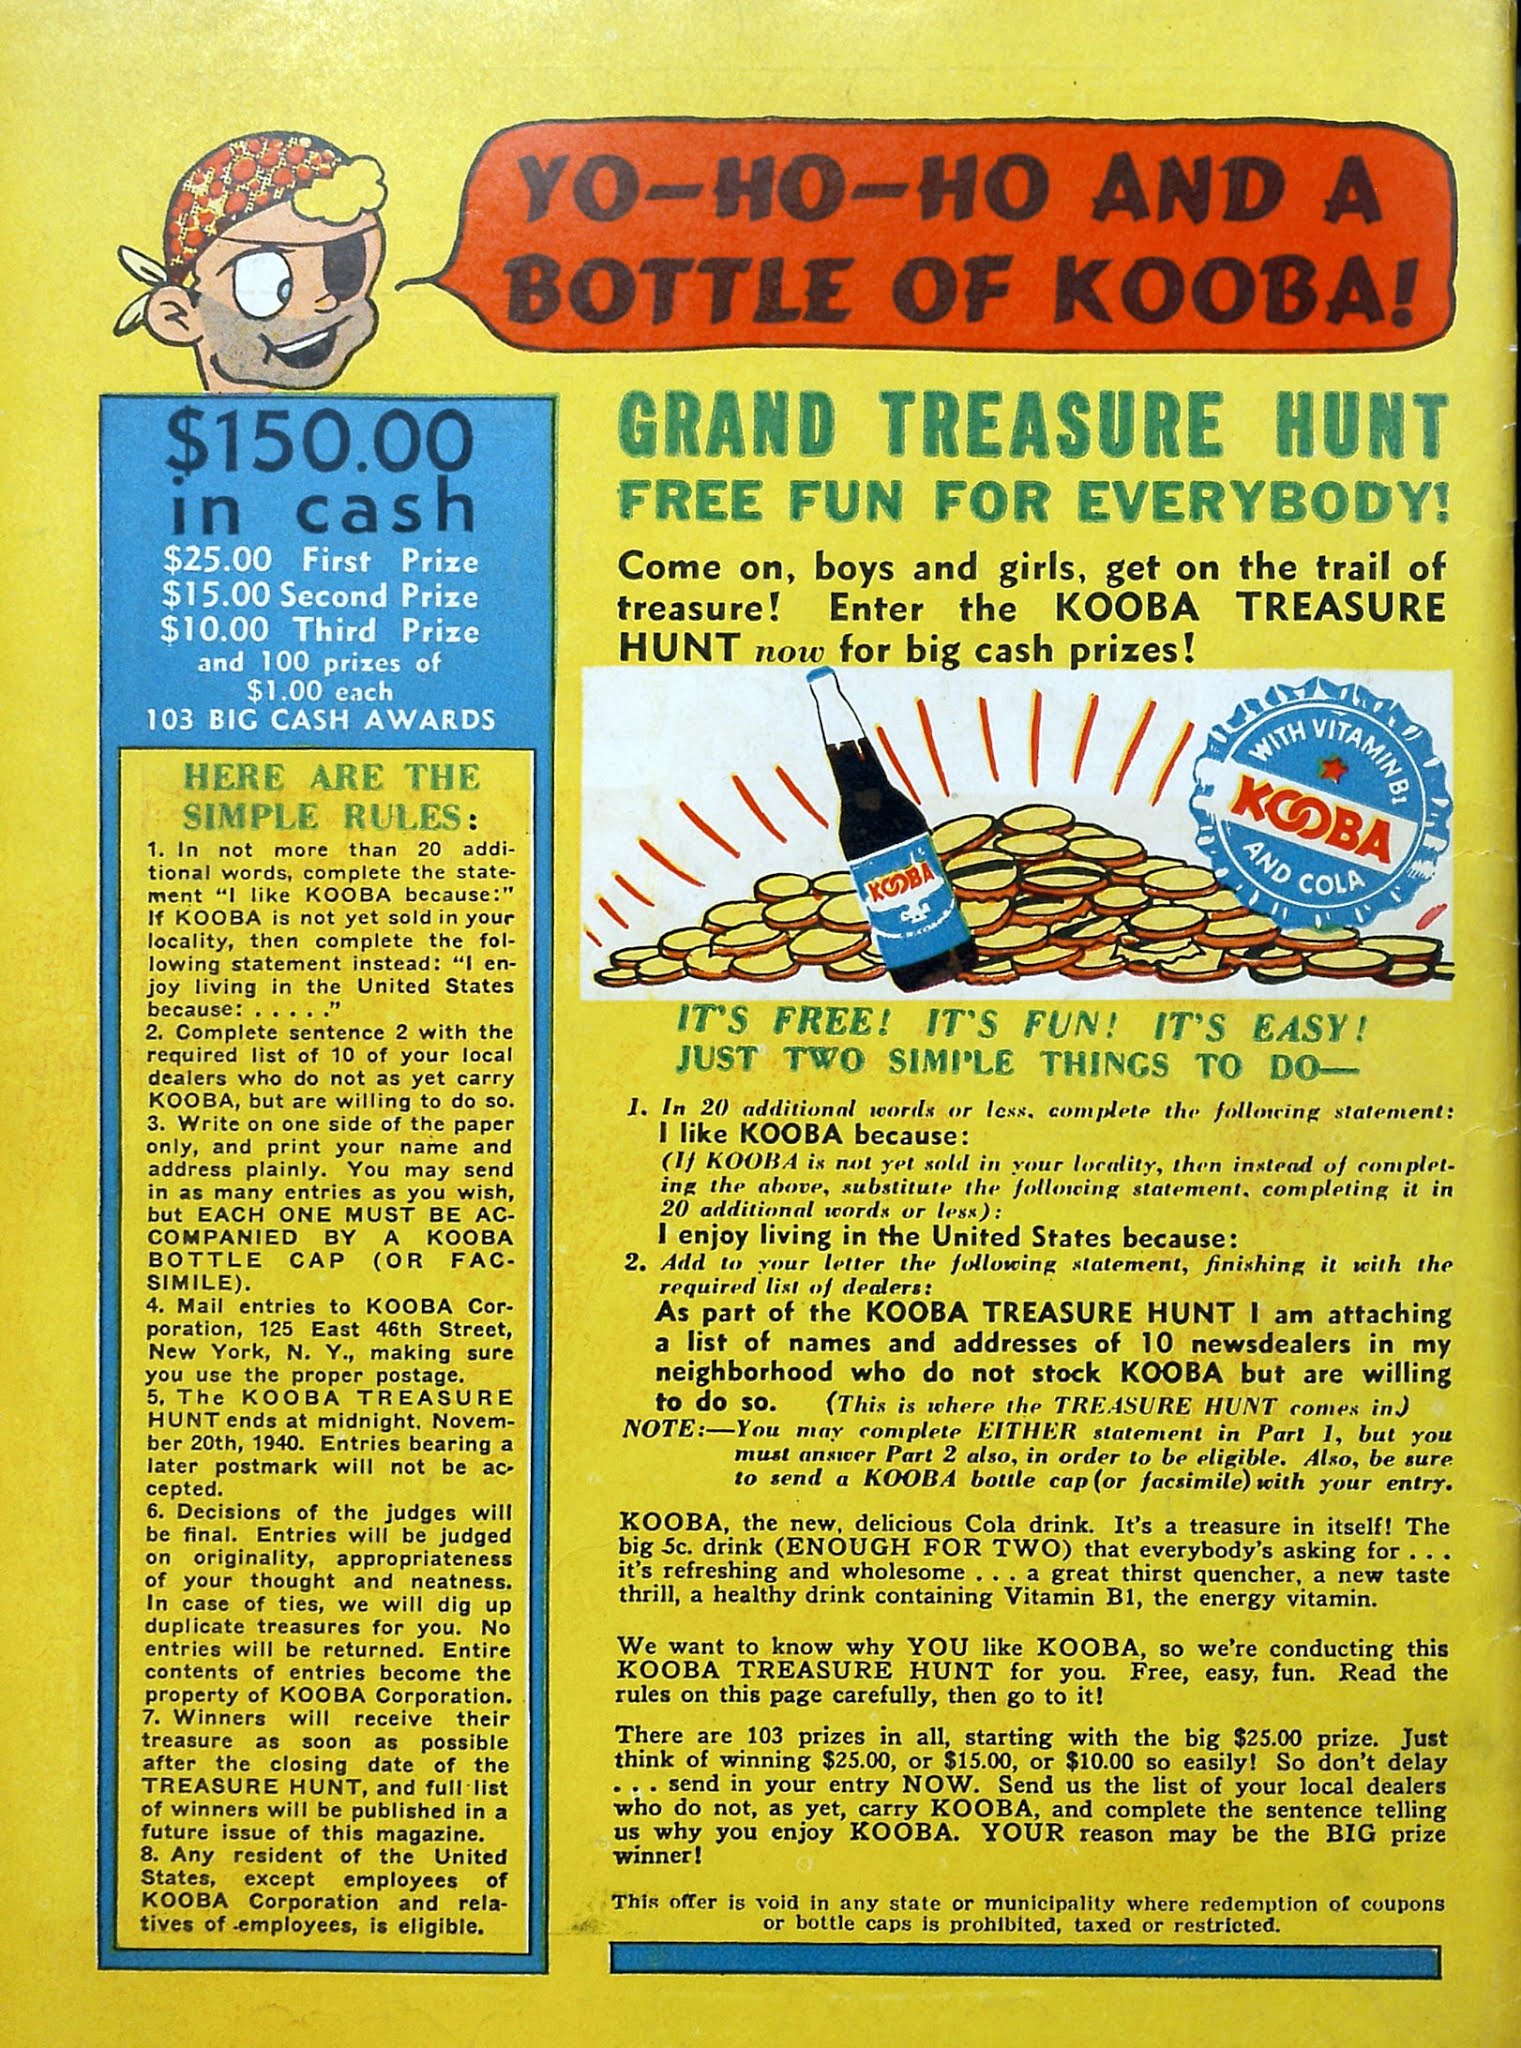 YO-HO-HO AND A
BOTTLE OF KOOBA!
$150.00
in cash
$25.00 First Prize
$15.00 Second Prize
$10.00 Third Prize
and 100 prizes of
$1.00 each
103 BIG CASH AWARDS
HERE ARE THE
SIMPLE RULES:
1. In not more than 20 addi-
tional words, complete the state-
ment "I like KOOBA because:"
If KOOBA is not yet sold in your
locality, then complete the fol-
lowing statement instead: "I en-
joy living in the United States
because: . . . . ."
2. Complete sentence 2 with the
required list of 10 of your local
dealers who do not as yet carry
KOOBA, but are willing to do so.
3. Write on one side of the paper
only, and print your name and
address plainly. You may send
in as many entries as you wish,
but EACH ONE MUST BE AC-
COMPANIED BY A KOOBA
BOTTLE CAP (OR FAC-
SIMILE).
4. Mail entries to KOOBA Cor-
poration, 125 East 46th Street,
New York, N. Y., making sure
you use the proper postage.
5. The KOOBA TREASURE
HUNT ends at midnight, Novem-
ber 20th, 1940. Entries bearing a
later postmark will not be ac-
cepted.
6. Decisions of the judges will
be final. Entries will be judged
on originality, appropriateness
of your thought and neatness.
In case of ties, we will dig up
duplicate treasures for you. No
entries will be returned. Entire
contents of entries become the
property of KOOBA Corporation.
7. Winners will receive their
treasure as soon as possible
after the closing date of the
TREASURE HUNT, and full list
of winners will be published in a
future issue of this magazine.
8. Any resident of the United
States, except employees of
KOOBA Corporation and rela-
tives of employees, is eligible.
GRAND TREASURE HUNT
FREE FUN FOR EVERYBODY!
Come on, boys and girls, get on the trail of
treasure! Enter the KOOBA TREASURE
HUNT now for big cash prizes!
KOOBA
WITH VITAMIN B1
KOOBA
AND COLA
IT'S FREE! IT'S FUN! IT'S EASY!
JUST TWO SIMPLE THINGS TO DO—
1. In 20 additional words or less, complete the following statement:
I like KOOBA because:
(If KOOBA is not yet sold in your locality, then instead of complet-
ing the above, substitute the following statement, completing it in
20 additional words or less):
I enjoy living in the United States because:
2. Add to your letter the following statement, finishing it with the
required list of dealers:
As part of the KOOBA TREASURE HUNT I am attaching
a list of names and addresses of 10 newsdealers in my
neighborhood who do not stock KOOBA but are willing
to do so. (This is where the TREASURE HUNT comes in.)
NOTE:—You may complete EITHER statement in Part 1, but you
must answer Part 2 also, in order to be eligible. Also, be sure
to send a KOOBA bottle cap (or facsimile) with your entry.
KOOBA, the new, delicious Cola drink. It's a treasure in itself! The
big 5c. drink (ENOUGH FOR TWO) that everybody's asking for . . .
it's refreshing and wholesome . . . a great thirst quencher, a new taste
thrill, a healthy drink containing Vitamin B1, the energy vitamin.
We want to know why YOU like KOOBA, so we're conducting this
KOOBA TREASURE HUNT for you. Free, easy, fun. Read the
rules on this page carefully, then go to it!
There are 103 prizes in all, starting with the big $25.00 prize. Just
think of winning $25.00, or $15.00, or $10.00 so easily! So don't delay
. . . send in your entry NOW. Send us the list of your local dealers
who do not, as yet, carry KOOBA, and complete the sentence telling
us why you enjoy KOOBA. YOUR reason may be the BIG prize
winner!
This offer is void in any state or municipality where redemption of coupons
or bottle caps is prohibited, taxed or restricted.